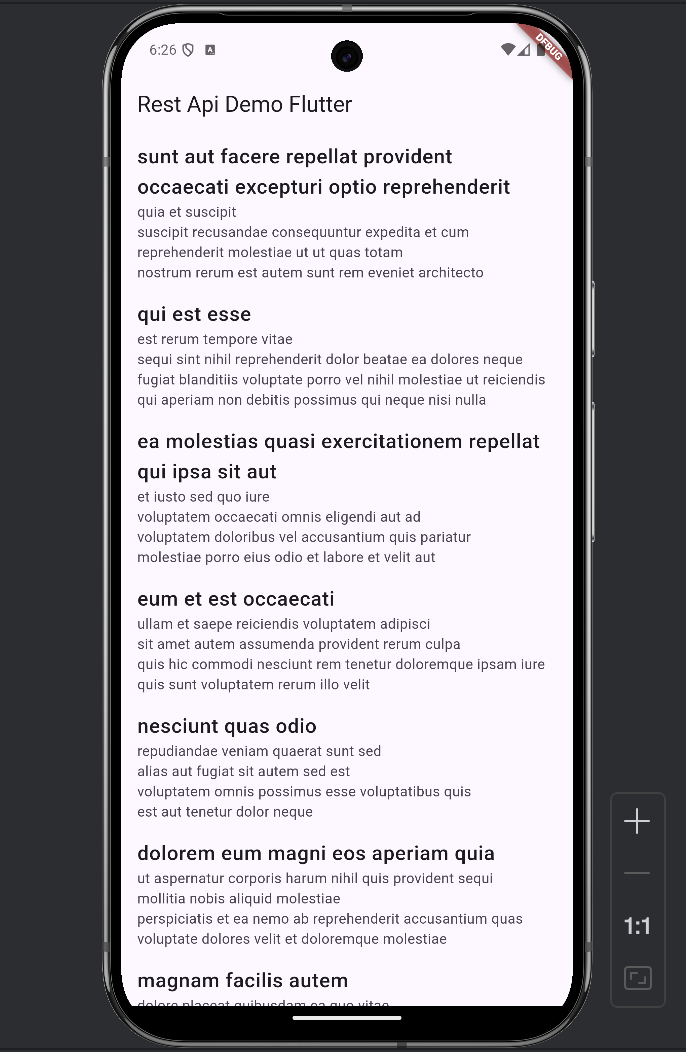 6:26
A
DEBUG
Rest Api Demo Flutter
sunt aut facere repellat provident
occaecati excepturi optio reprehenderit
quia et suscipit
suscipit recusandae consequuntur expedita et cum
reprehenderit molestiae ut ut quas totam
nostrum rerum est autem sunt rem eveniet architecto
qui est esse
est rerum tempore vitae
sequi sint nihil reprehenderit dolor beatae ea dolores neque
fugiat blanditiis voluptate porro vel nihil molestiae ut reiciendis
qui aperiam non debitis possimus qui neque nisi nulla
ea molestias quasi exercitationem repellat
qui ipsa sit aut
et iusto sed quo iure
voluptatem occaecati omnis eligendi aut ad
voluptatem doloribus vel accusantium quis pariatur
molestiae porro eius odio et labore et velit aut
eum et est occaecati
ullam et saepe reiciendis voluptatem adipisci
sit amet autem assumenda provident rerum culpa
quis hic commodi nesciunt rem tenetur doloremque ipsam iure
quis sunt voluptatem rerum illo velit
nesciunt quas odio
repudiandae veniam quaerat sunt sed
alias aut fugiat sit autem sed est
voluptatem omnis possimus esse voluptatibus quis
est aut tenetur dolor neque
dolorem eum magni eos aperiam quia
ut aspernatur corporis harum nihil quis provident sequi
mollitia nobis aliquid molestiae
perspiciatis et ea nemo ab reprehenderit accusantium quas
voluptate dolores velit et doloremque molestiae
magnam facilis autem
dolore placeat quibusdam ea quo vitae
1:1